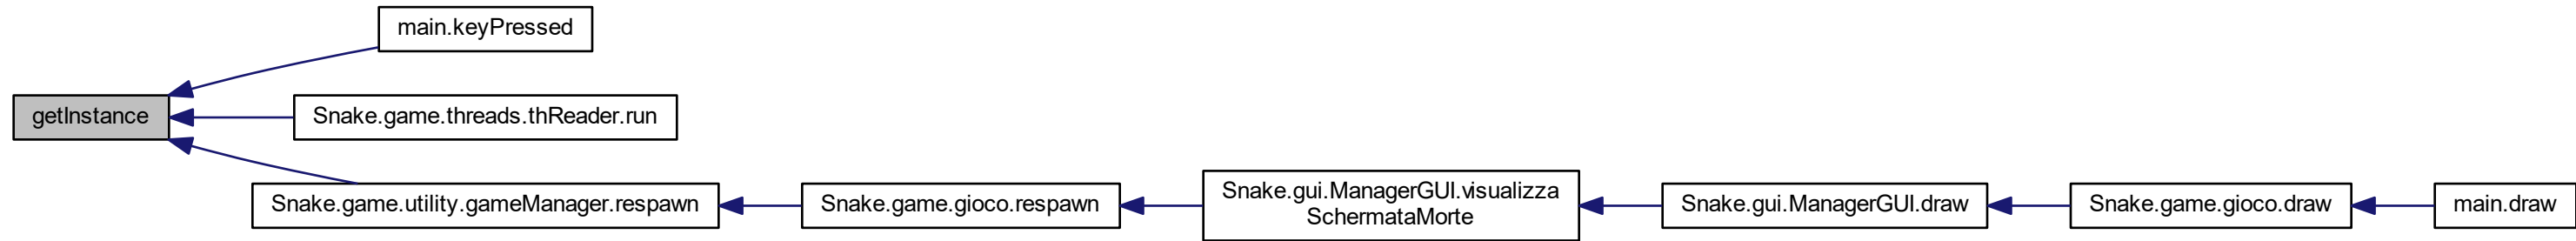 main.keyPressed
getInstance
Snake.game.threads.thReader.run
Snake.game.utility.gameManager.respawn
Snake.game.gioco.respawn
Snake.gui.ManagerGUI.visualizza
SchermataMorte
Snake.gui.ManagerGUI.draw
Snake.game.gioco.draw
main.draw